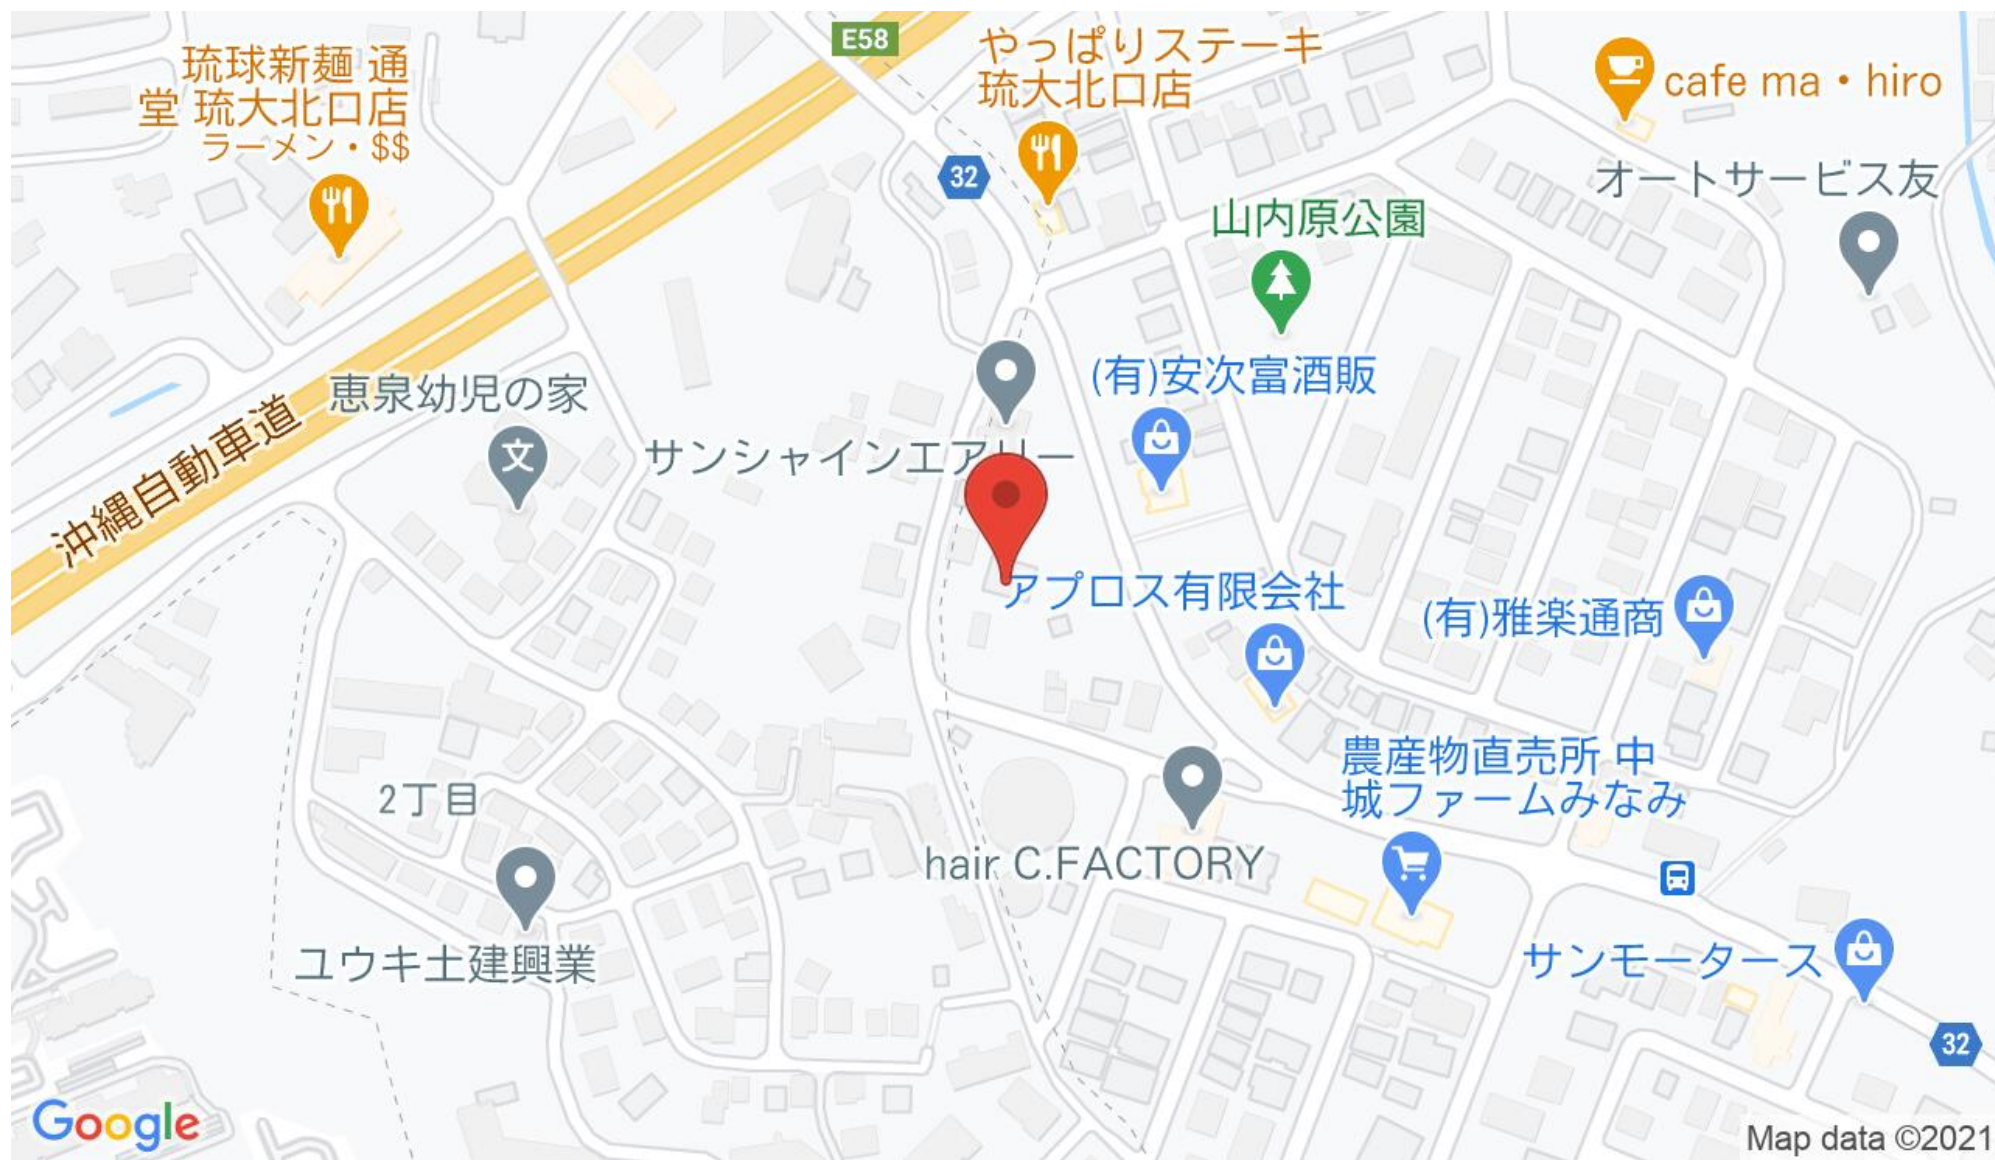 E58
やっぱりステーキ
琉大北口店
琉球新麺 通
堂 琉大北口店
ラーメン・$$
cafe ma・hiro
32
オートサービス友
山内原公園
(有)安次富酒販
恵泉幼児の家
文
沖縄自動車道
サンシャインエアリー
アプロス有限会社
(有)雅楽通商
農産物直売所 中
城ファームみなみ
2丁目
hair C.FACTORY
ユウキ土建興業
サンモータース
32
Google
Map data ©2021